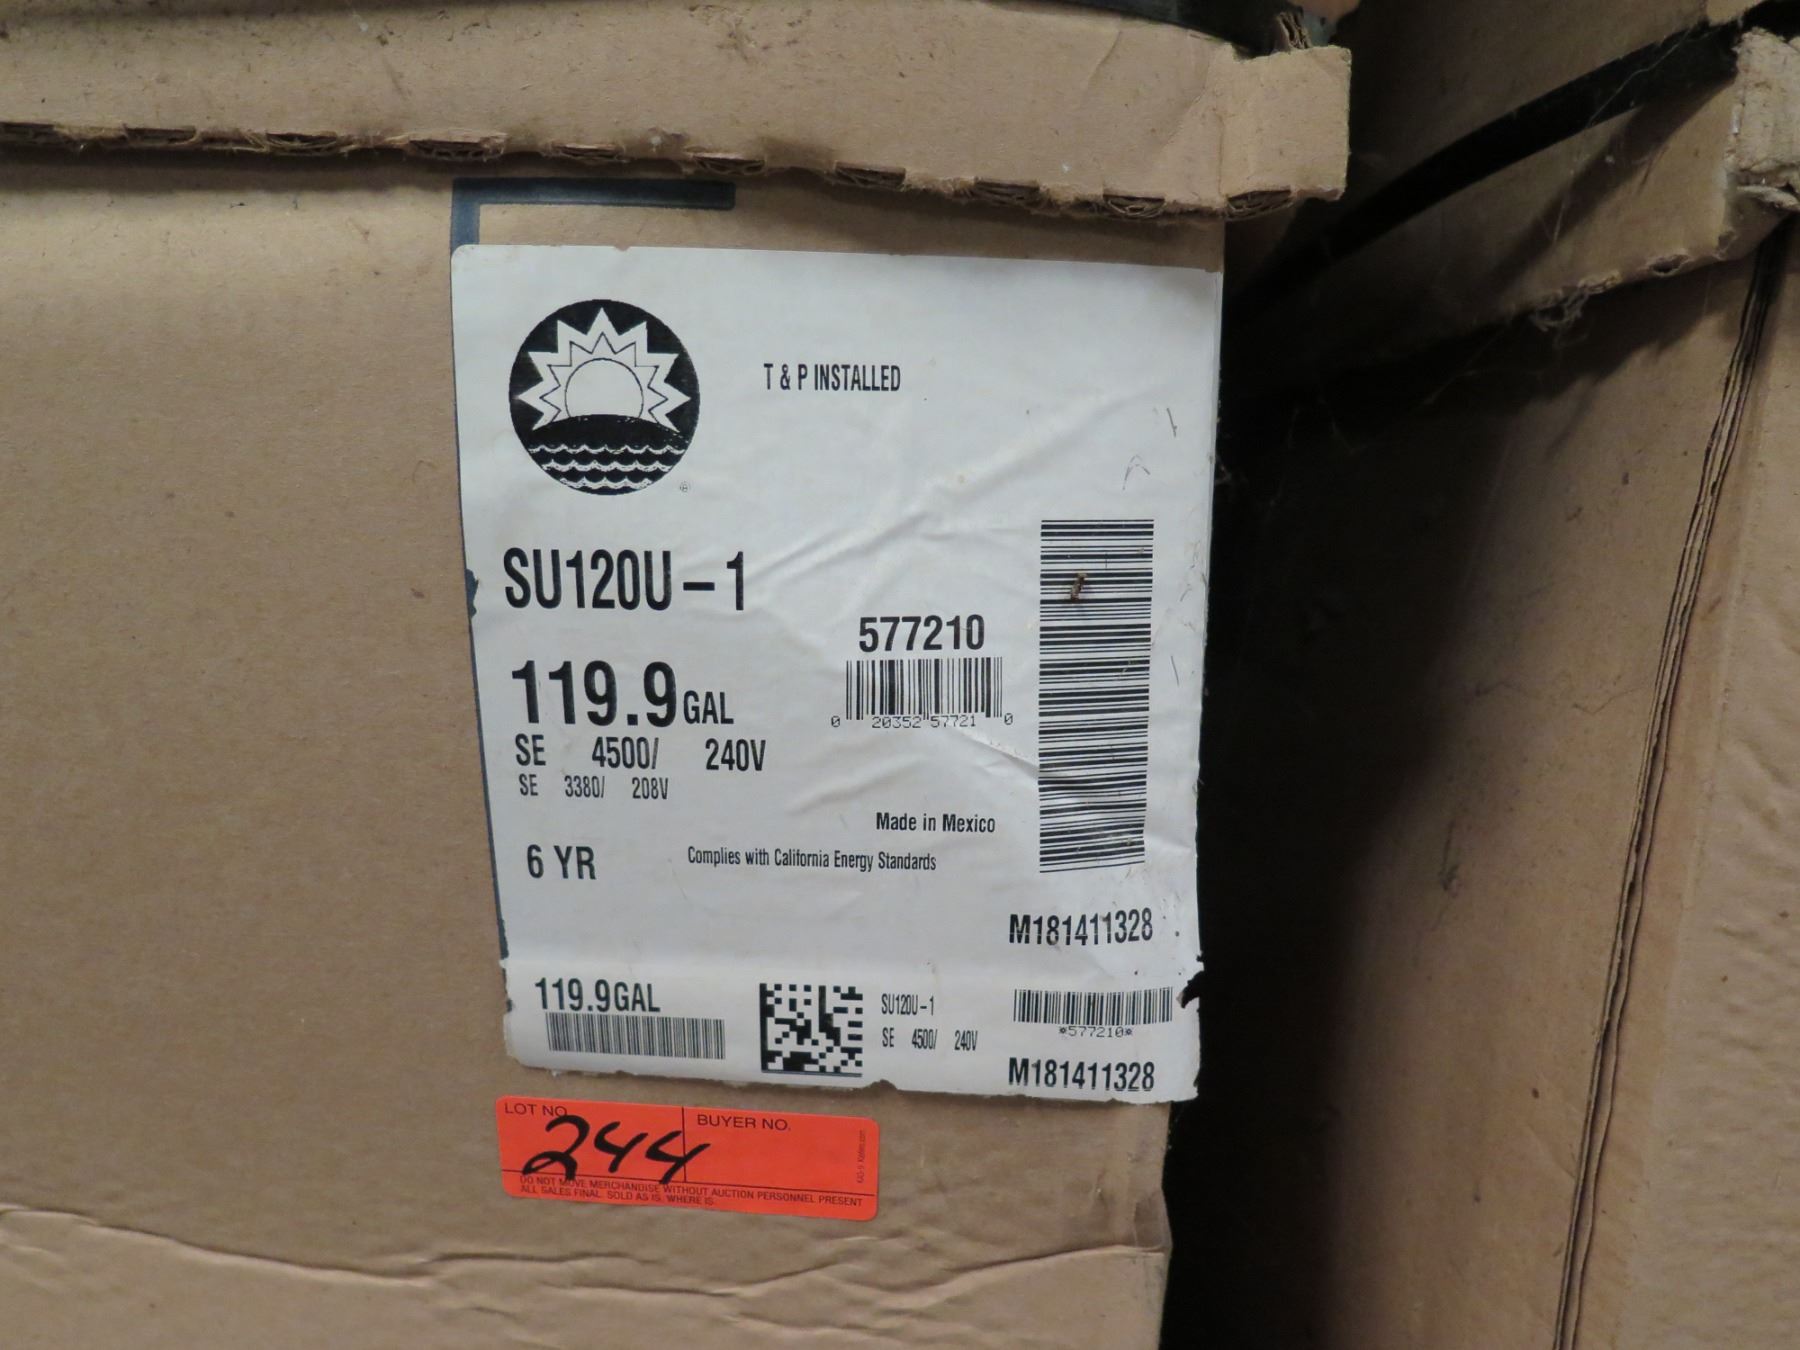 T & P INSTALLED
SU120U-1
577210
0 20352 57721 0
119.9 GAL
SE 4500/ 240V
SE 3380/ 208V
Made in Mexico
6 YR
Complies with California Energy Standards
M181411328
119.9GAL
SU120U-1
SE 4500/ 240V
*577210*
M181411328
LOT NO.
244
BUYER NO.
DO NOT MOVE MERCHANDISE WITHOUT AUCTION PERSONNEL PRESENT
ALL SALES FINAL. SOLD AS IS, WHERE IS.